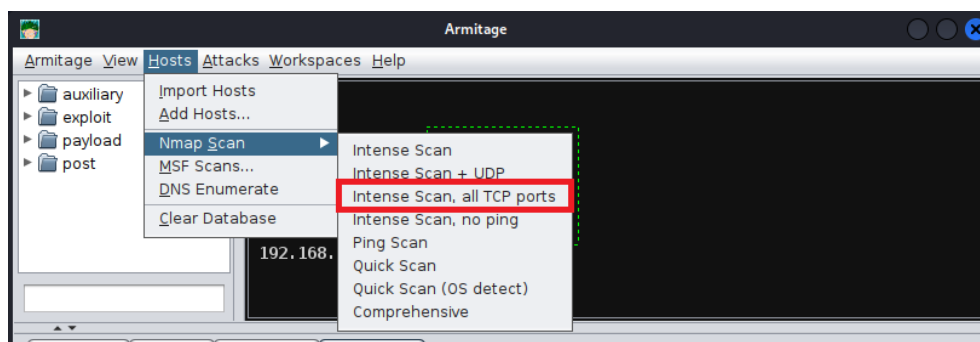 Armitage
Armitage View Hosts Attacks Workspaces Help
auxiliary
exploit
payload
post
Import Hosts
Add Hosts...
Nmap Scan
MSF Scans...
DNS Enumerate
Clear Database
Intense Scan
Intense Scan + UDP
Intense Scan, all TCP ports
Intense Scan, no ping
Ping Scan
Quick Scan
Quick Scan (OS detect)
Comprehensive
192.168.